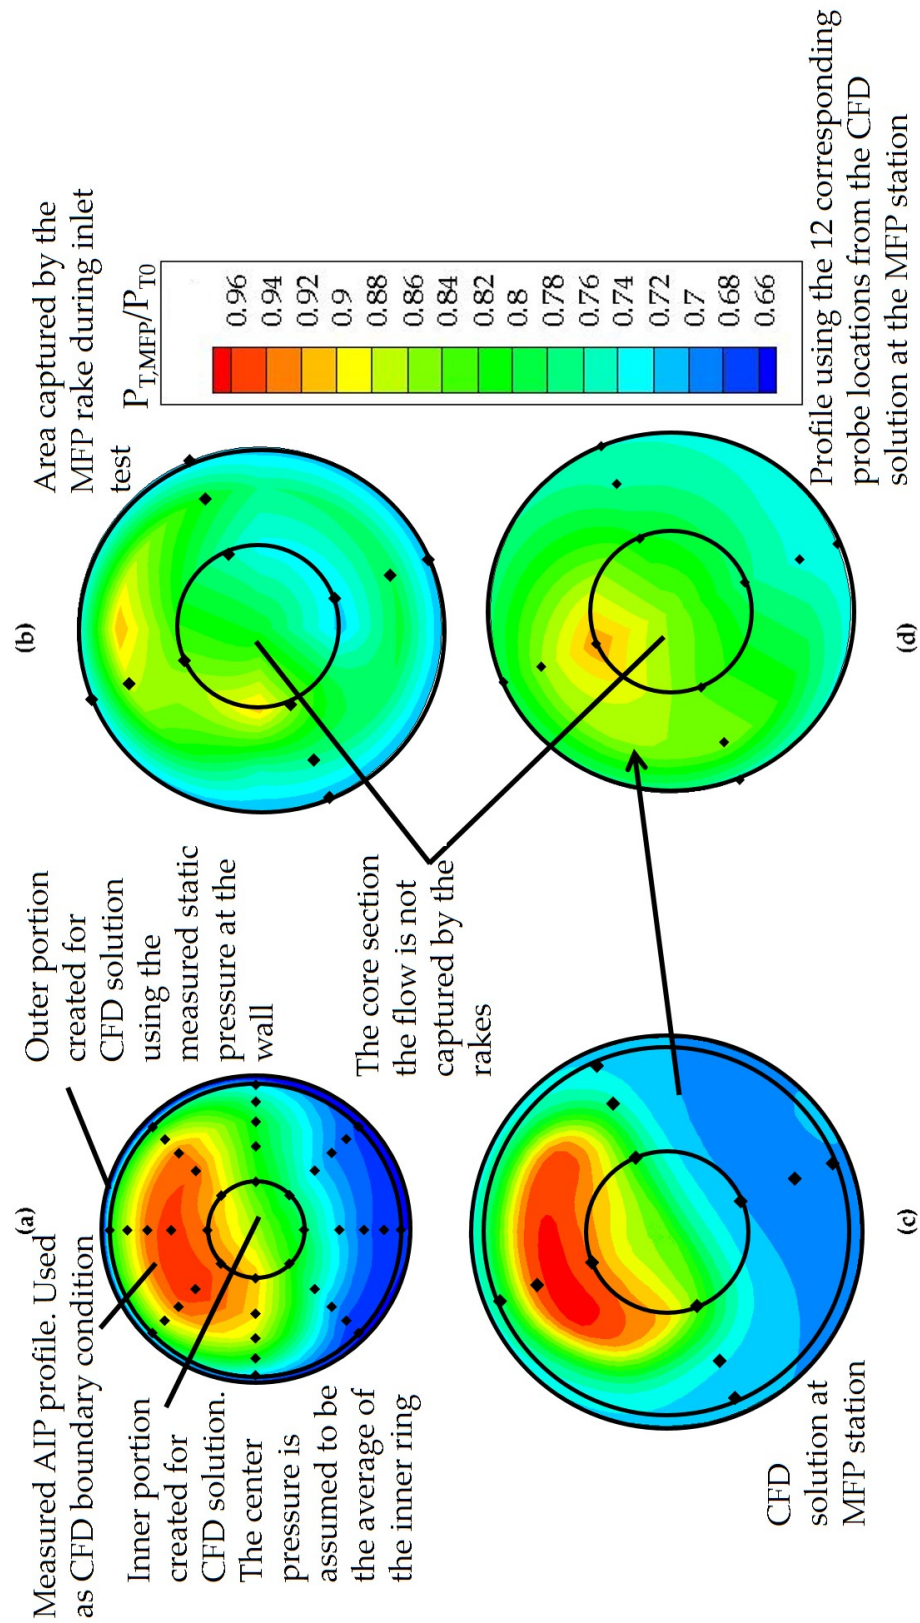 (a)
Measured AIP profile. Used
as CFD boundary condition
Outer portion
created for
CFD solution
using the
measured static
pressure at the
wall
Inner portion
created for
CFD solution.
The center
pressure is
assumed to be
the average of
the inner ring
(b)
Area captured by the
MFP rake during inlet
test
The core section
the flow is not
captured by the
rakes
P_T,MFP/P_T0
0.96
0.94
0.92
0.9
0.88
0.86
0.84
0.82
0.8
0.78
0.76
0.74
0.72
0.7
0.68
0.66
CFD
solution at
MFP station
(c)
Profile using the 12 corresponding
probe locations from the CFD
solution at the MFP station
(d)